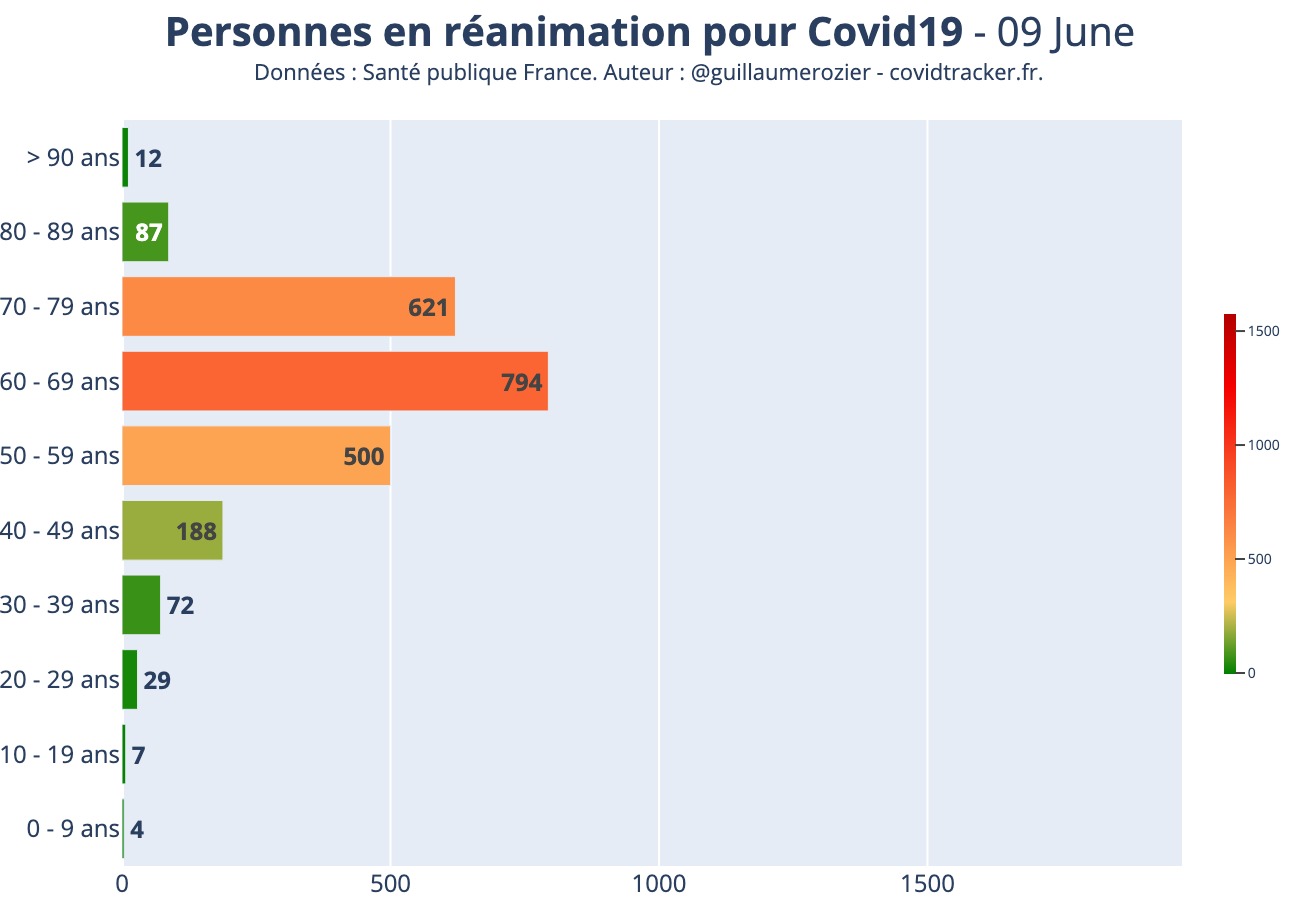 Personnes en réanimation pour Covid19 - 09 June
Données : Santé publique France. Auteur : @guillaumerozier - covidtracker.fr.
> 90 ans 12
80 - 89 ans 87
70 - 79 ans 621
60 - 69 ans 794
50 - 59 ans 500
40 - 49 ans 188
30 - 39 ans 72
20 - 29 ans 29
10 - 19 ans 7
0 - 9 ans 4
0 500 1000 1500
1500
1000
500
0